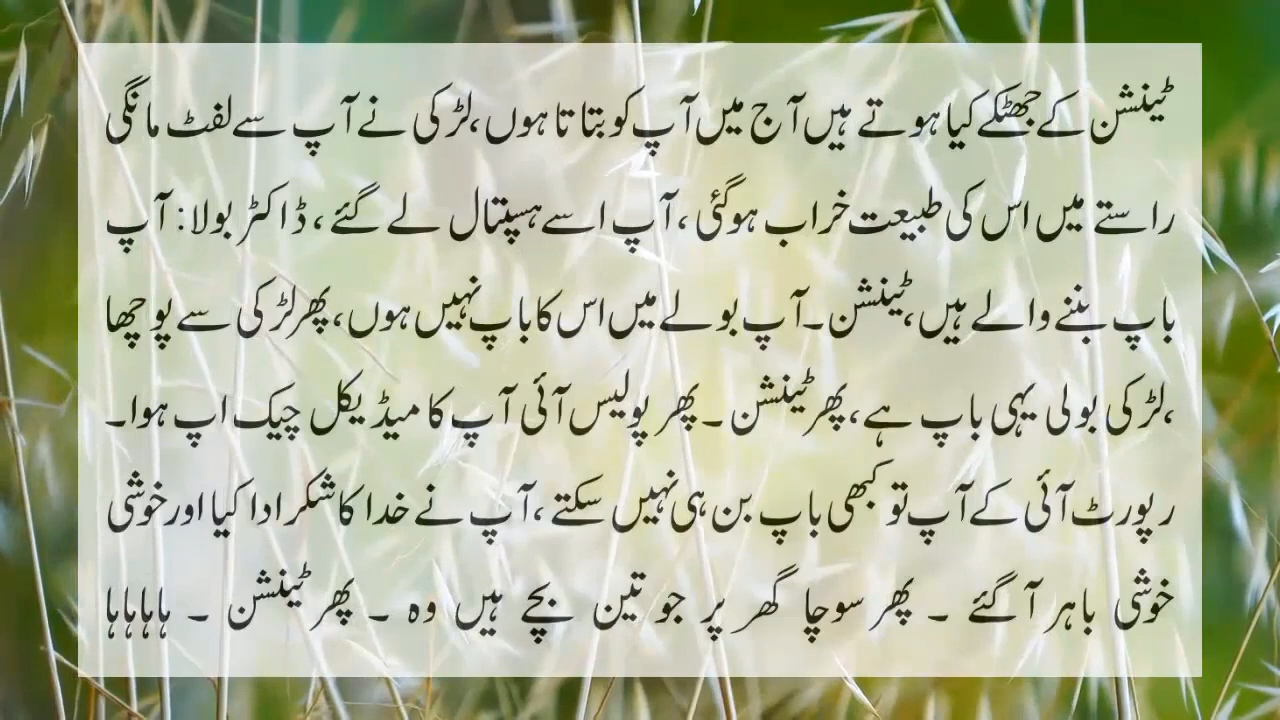 ٹینشن کے جھٹکے کیا ہوتے ہیں آج میں آپ کو بتاتا ہوں،لڑکی نے آپ سے لفٹ مانگی
راستے میں اس کی طبیعت خراب ہوگئی ،آپ اسے ہسپتال لے گئے ، ڈاکٹر بولا: آپ
باپ بننے والے ہیں،ٹینشن۔آپ بولے میں اس کا باپ نہیں ہوں، پھر لڑکی سے پوچھا
،لڑکی بولی یہی باپ ہے، پھر ٹینشن ۔ پھر پولیس آئی آپ کا میڈیکل چیک اپ ہوا۔
رپورٹ آئی کے آپ تو کبھی باپ بن ہی نہیں سکتے ،آپ نے خدا کا شکر ادا کیا اور خوشی
خوشی باہر آگئے ۔ پھر سوچا گھر پر جو تین بچے ہیں وہ ۔ پھر ٹینشن ۔ ہاہاہاہا